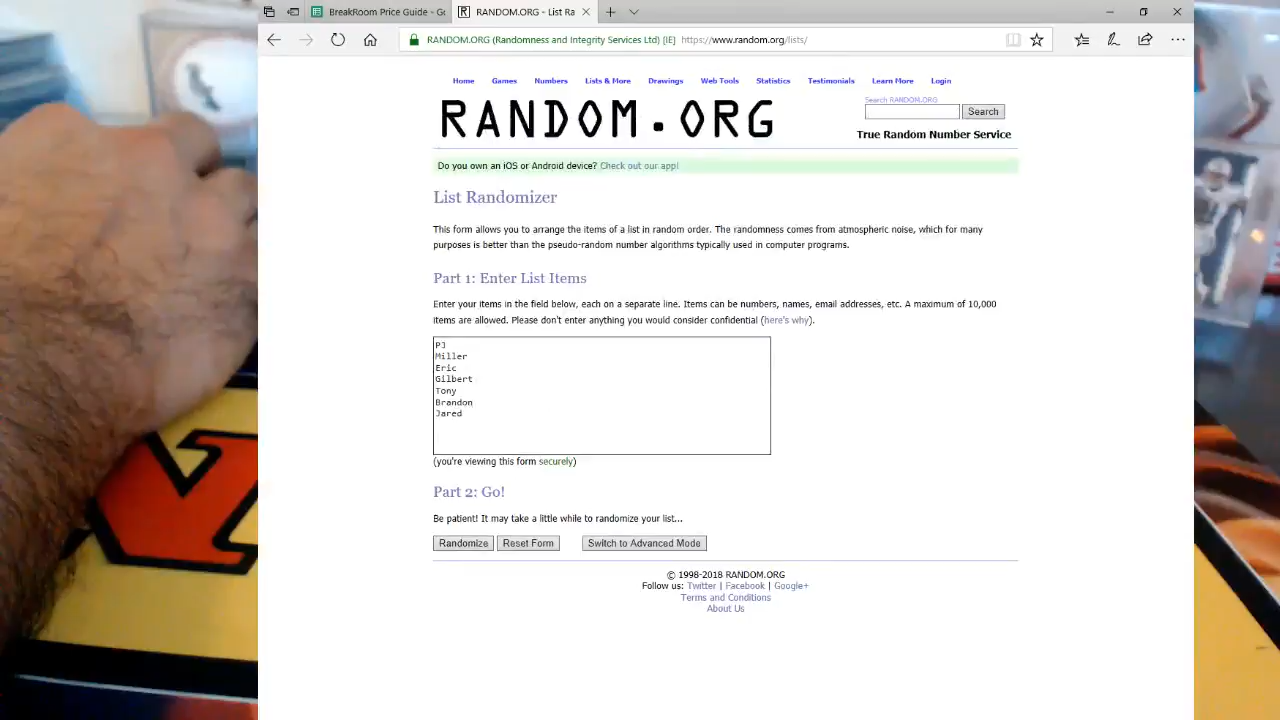 BreakRoom Price Guide - Go
RANDOM.ORG - List Ra
RANDOM.ORG (Randomness and Integrity Services Ltd) [IE] https://www.random.org/lists/
Home Games Numbers Lists & More Drawings Web Tools Statistics Testimonials Learn More Login
RANDOM.ORG
Search RANDOM.ORG
Search
True Random Number Service
Do you own an iOS or Android device? Check out our app!
List Randomizer
This form allows you to arrange the items of a list in random order. The randomness comes from atmospheric noise, which for many
purposes is better than the pseudo-random number algorithms typically used in computer programs.
Part 1: Enter List Items
Enter your items in the field below, each on a separate line. Items can be numbers, names, email addresses, etc. A maximum of 10,000
items are allowed. Please don't enter anything you would consider confidential (here's why).
PJ
Miller
Eric
Gilbert
Tony
Brandon
Jared
(you're viewing this form securely)
Part 2: Go!
Be patient! It may take a little while to randomize your list...
Randomize Reset Form Switch to Advanced Mode
© 1998-2018 RANDOM.ORG
Follow us: Twitter | Facebook | Google+
Terms and Conditions
About Us